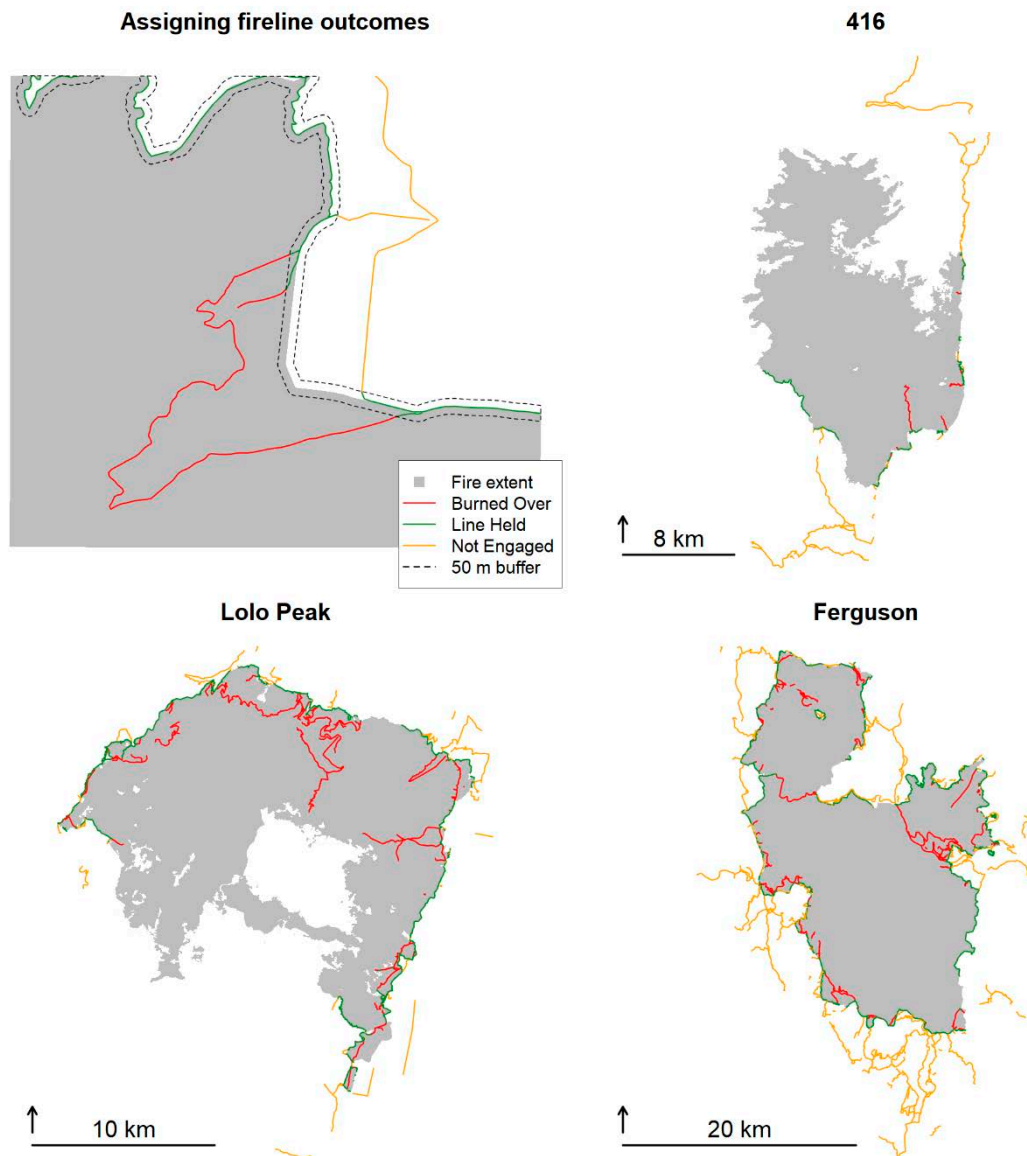 Assigning fireline outcomes
416
Fire extent
Burned Over
Line Held
Not Engaged
50 m buffer
8 km
Lolo Peak
Ferguson
10 km
20 km